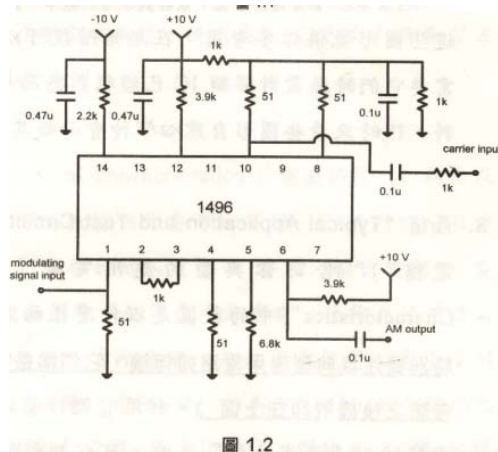 -10 V +10 V
1k
0.47u 2.2k 0.47u 3.9k 51 51 0.1u 1k
carrier input
0.1u 1k
14 13 12 11 10 9 8
1496
1 2 3 4 5 6 7
modulating
signal input
+10 V
1k 3.9k
51 51 6.8k
AM output
0.1u
圖 1.2